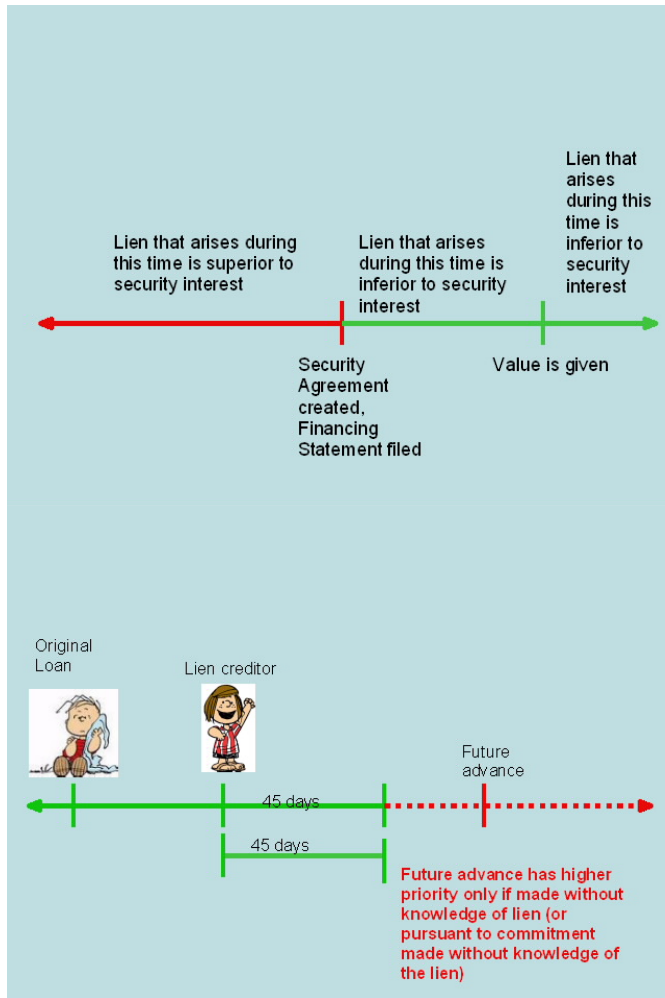 Lien that
arises
during this
time is
inferior to
security
interest
Lien that arises during
this time is superior to
security interest
Lien that arises
during this time is
inferior to security
interest
Security
Agreement
created,
Financing
Statement filed
Value is given
Original
Loan
Lien creditor
Future
advance
45 days
45 days
Future advance has higher
priority only if made without
knowledge of lien (or
pursuant to commitment
made without knowledge of
the lien)